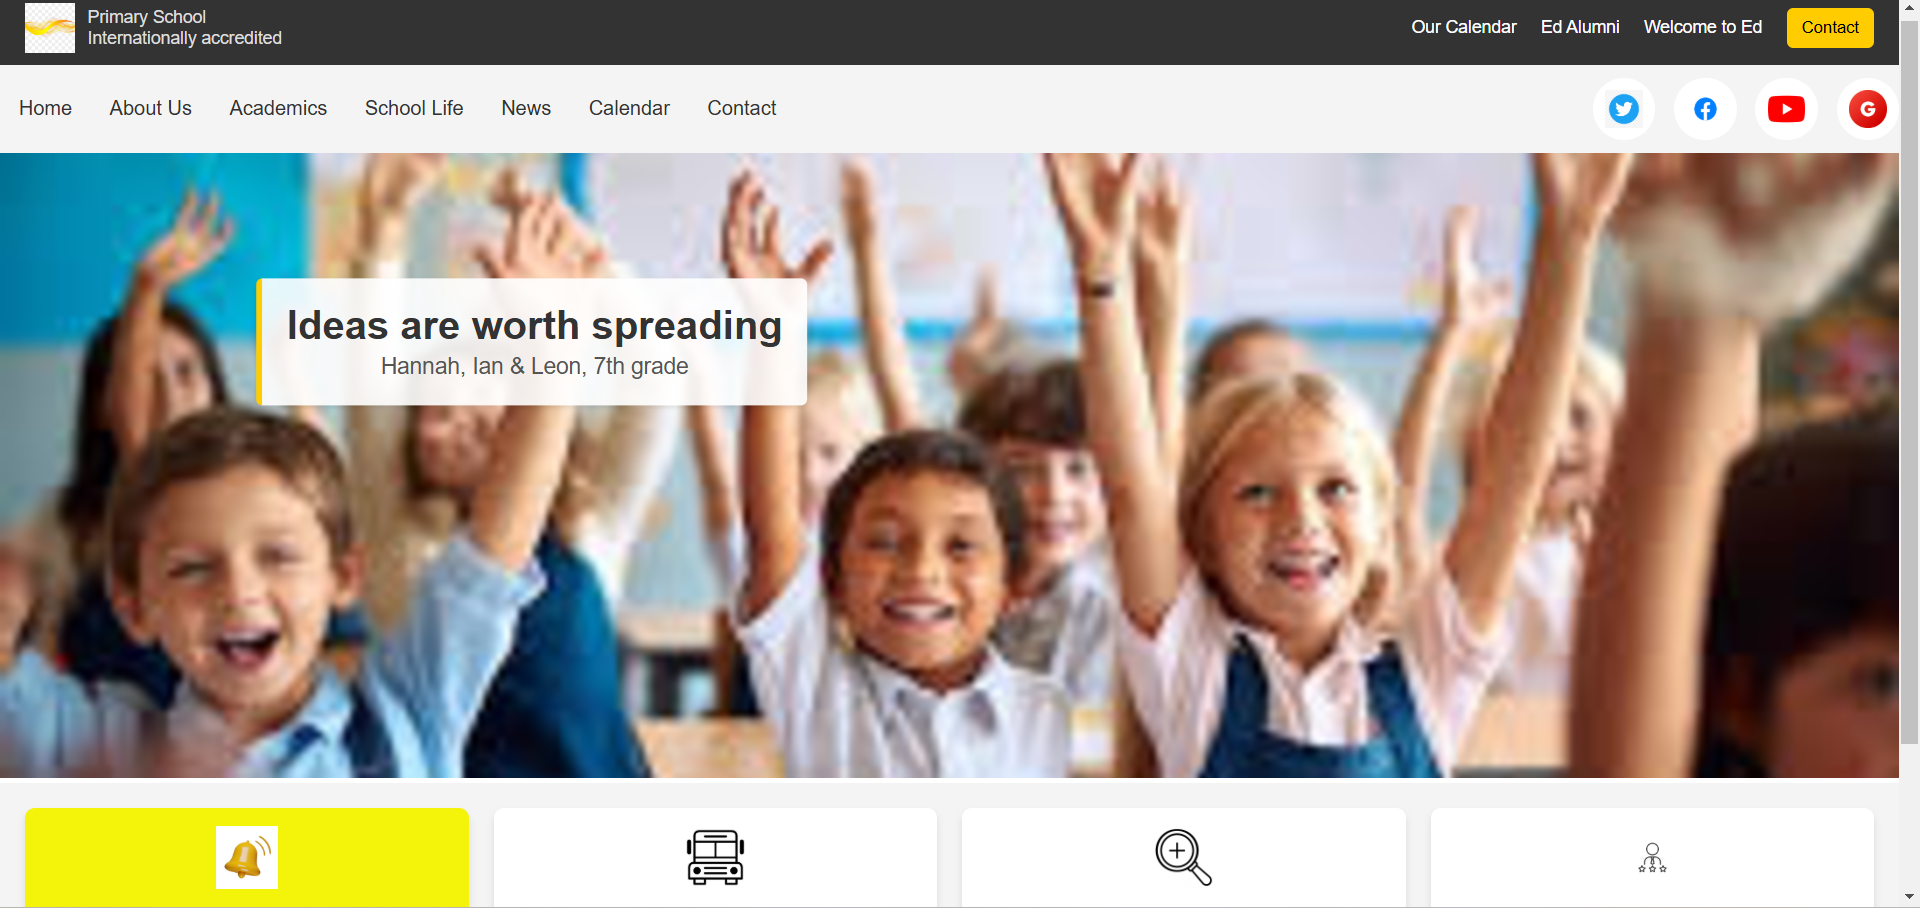 Primary School
Internationally accredited
Our Calendar
Ed Alumni
Welcome to Ed
Contact
Home
About Us
Academics
School Life
News
Calendar
Contact
G
Ideas are worth spreading
Hannah, Ian & Leon, 7th grade